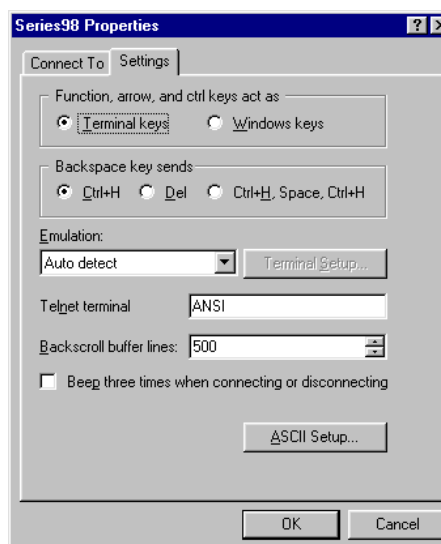 Series98 Properties
Connect To Settings
Function, arrow, and ctrl keys act as
Terminal keys Windows keys
Backspace key sends
Ctrl+H Del Ctrl+H, Space, Ctrl+H
Emulation:
Auto detect Terminal Setup...
Telnet terminal ANSI
Backscroll buffer lines: 500
Beep three times when connecting or disconnecting
ASCII Setup...
OK Cancel